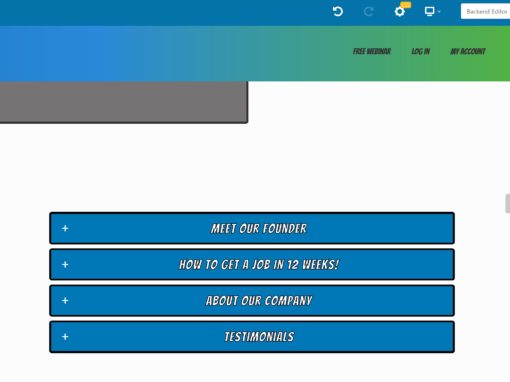 Backend Editor
FREE WEBINAR LOG IN MY ACCOUNT
+ MEET OUR FOUNDER
+ HOW TO GET A JOB IN 12 WEEKS!
+ ABOUT OUR COMPANY
+ TESTIMONIALS